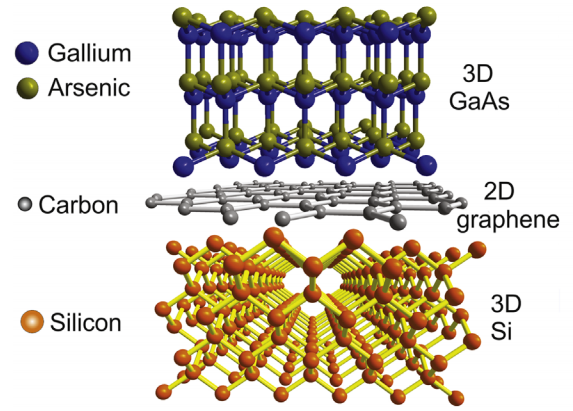 Gallium
Arsenic
3D
GaAs
Carbon
2D
graphene
Silicon
3D
Si